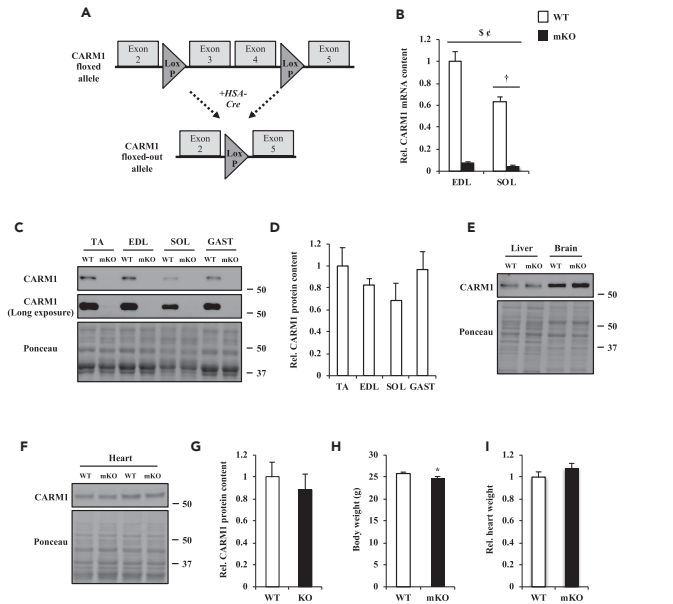 A
CARM1
floxed
allele
Exon
2
Lox
P
Exon
3
Exon
4
Lox
P
Exon
5
+HSA-
Cre
CARM1
floxed-out
allele
Exon
2
Lox
P
Exon
5
B
WT
mKO
$ ¢
†
Rel. CARM1 mRNA content
1.2
1
0.8
0.6
0.4
0.2
0
EDL SOL
C
TA EDL SOL GAST
WT mKO WT mKO WT mKO WT mKO
CARM1
50
CARM1
(Long exposure)
50
Ponceau
50
37
D
Rel. CARM1 protein content
1.2
1
0.8
0.6
0.4
0.2
0
TA EDL SOL GAST
E
Liver Brain
WT mKO WT mKO
CARM1
50
Ponceau
50
37
F
Heart
WT mKO WT mKO
CARM1
50
Ponceau
50
37
G
Rel. CARM1 protein content
1.2
1
0.8
0.6
0.4
0.2
0
WT KO
H
Body weight (g)
30
25
20
15
10
5
0
*
WT mKO
I
Rel. heart weight
1.2
1
0.8
0.6
0.4
0.2
0
WT mKO